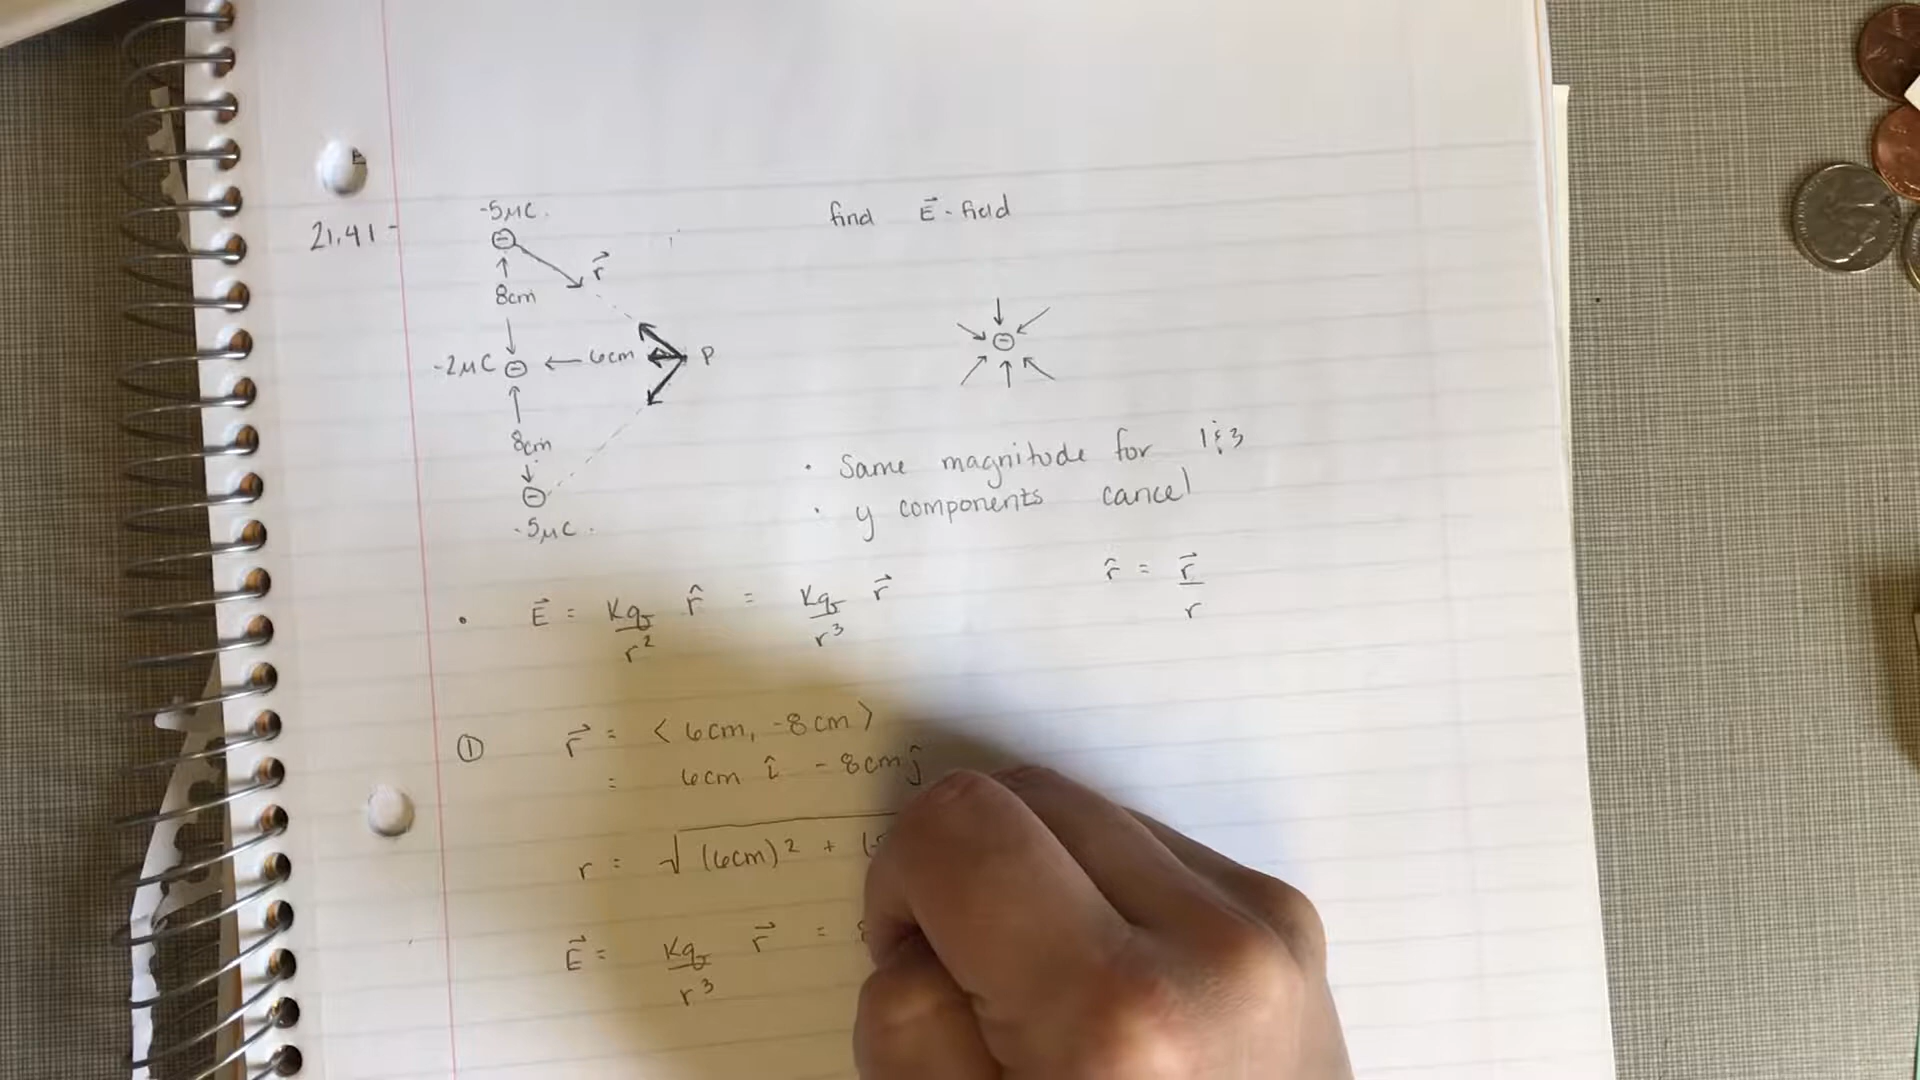 21.41 -
-5μC.
find E⃗-field
r⃗
8cm
-2μC
6cm
P
8cm
-5μC.
• Same magnitude for 1 & 3
• y components cancel
• E⃗ = Kq/r² r̂ = Kq/r³ r⃗
r̂ = r⃗/r
① r⃗ = <6cm, -8cm>
= 6cm î - 8cm ĵ
r = √(6cm)² + (-
E⃗ = Kq/r³ r⃗ =